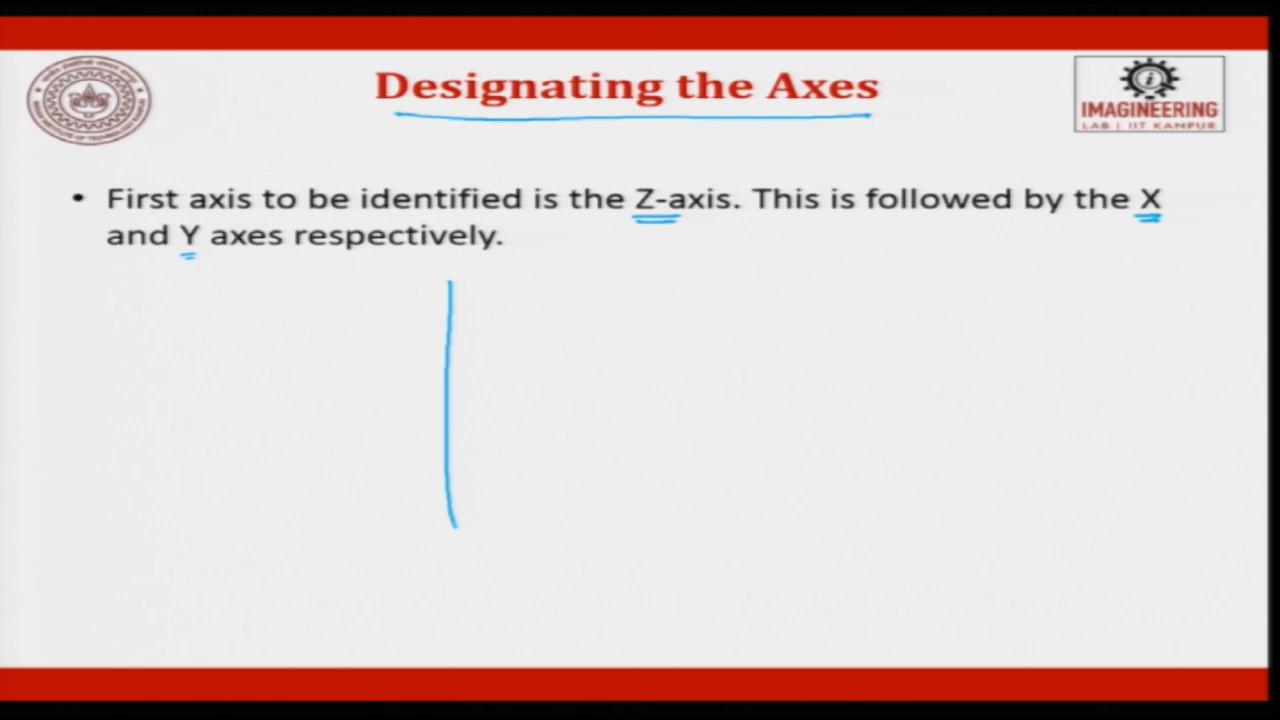 Designating the Axes
IMAGINEERING
LAB | IIT KANPUR
• First axis to be identified is the Z-axis. This is followed by the X
and Y axes respectively.